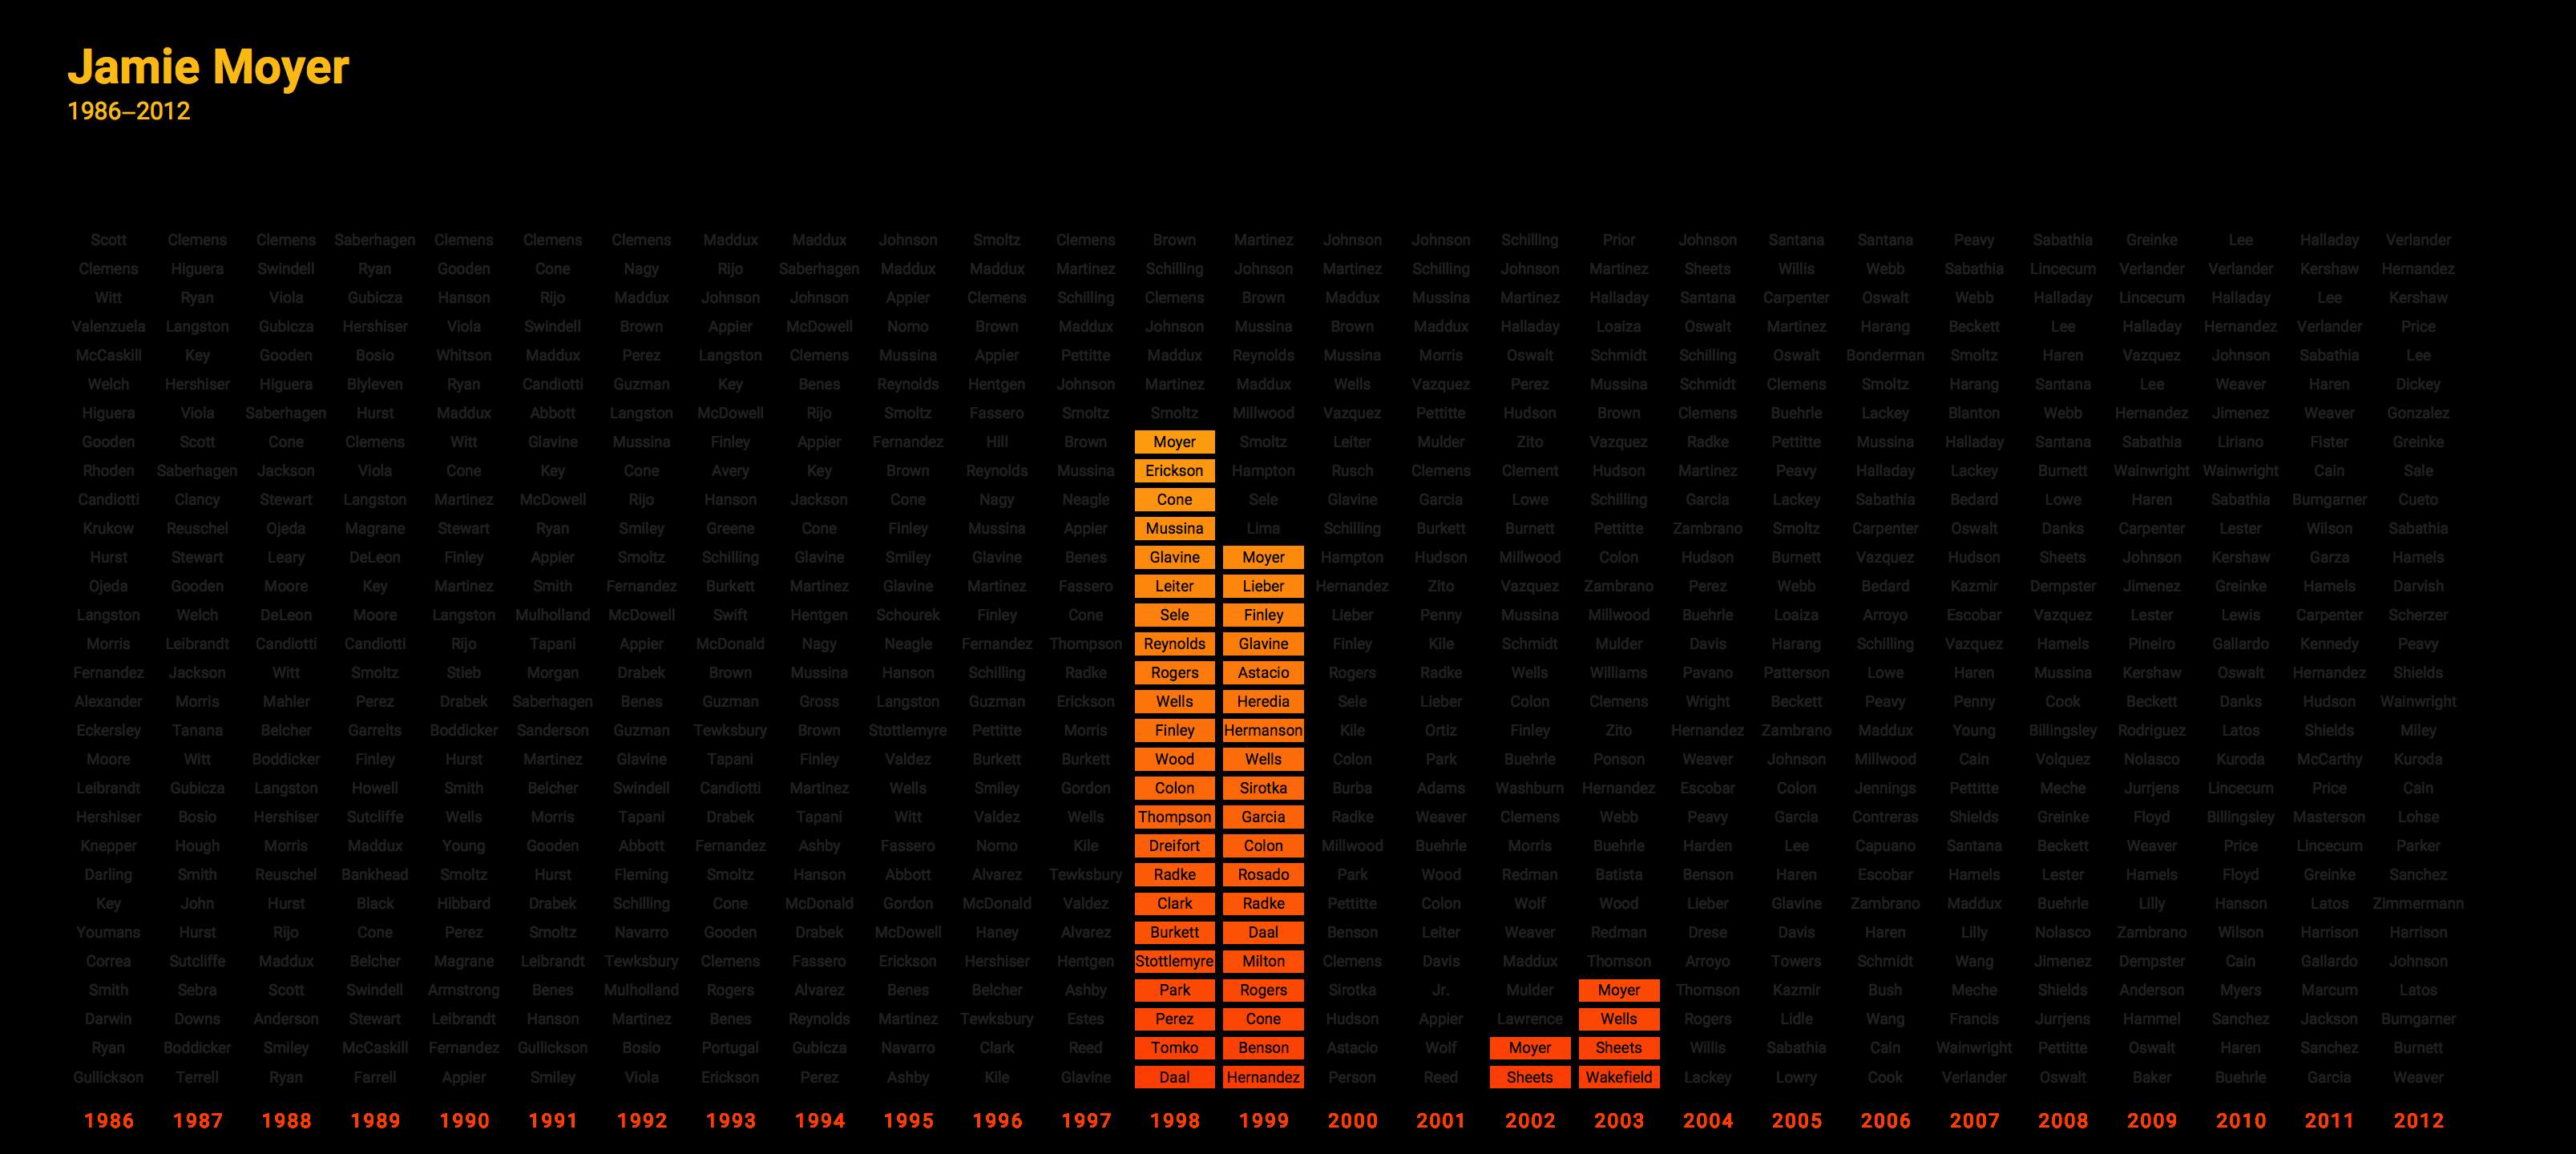 Jamie Moyer
1986–2012
Scott Clemens Clemens Saberhagen Clemens Clemens Clemens Maddux Maddux Johnson Smoltz Clemens Brown Martinez Johnson Johnson Schilling Prior Johnson Santana Santana Peavy Sabathia Greinke Lee Halladay Verlander
Clemens Higuera Swindell Ryan Gooden Cone Nagy Rijo Saberhagen Maddux Maddux Martinez Schilling Johnson Martinez Schilling Johnson Martinez Sheets Willis Webb Sabathia Lincecum Verlander Verlander Kershaw Hernandez
Witt Ryan Viola Gubicza Hanson Rijo Maddux Johnson Johnson Appier Clemens Schilling Clemens Brown Maddux Mussina Martinez Halladay Santana Carpenter Oswalt Webb Halladay Lincecum Halladay Lee Kershaw
Valenzuela Langston Gubicza Hershiser Viola Swindell Brown Appier McDowell Nomo Brown Maddux Johnson Mussina Brown Maddux Halladay Loaiza Oswalt Martinez Harang Beckett Lee Halladay Hernandez Verlander Price
McCaskill Key Gooden Bosio Whitson Maddux Perez Langston Clemens Mussina Appier Pettitte Maddux Reynolds Mussina Morris Oswalt Schmidt Schilling Oswalt Bonderman Smoltz Haren Vazquez Johnson Sabathia Lee
Welch Hershiser Higuera Blyleven Ryan Candiotti Guzman Key Benes Reynolds Hentgen Johnson Martinez Maddux Wells Vazquez Perez Mussina Schmidt Clemens Smoltz Harang Santana Lee Weaver Haren Dickey
Higuera Viola Saberhagen Hurst Maddux Abbott Langston McDowell Rijo Smoltz Fassero Smoltz Smoltz Millwood Vazquez Pettitte Hudson Brown Clemens Buehrle Lackey Blanton Webb Hernandez Jimenez Weaver Gonzalez
Gooden Scott Cone Clemens Witt Glavine Mussina Finley Appier Fernandez Hill Brown Moyer Smoltz Leiter Mulder Zito Vazquez Radke Pettitte Mussina Halladay Santana Sabathia Liriano Fister Greinke
Rhoden Saberhagen Jackson Viola Cone Key Cone Avery Key Brown Reynolds Mussina Erickson Hampton Rusch Clemens Clement Hudson Martinez Peavy Halladay Lackey Burnett Wainwright Wainwright Cain Sale
Candiotti Clancy Stewart Langston Martinez McDowell Rijo Hanson Jackson Cone Nagy Neagle Cone Sele Glavine Garcia Lowe Schilling Garcia Lackey Sabathia Bedard Lowe Haren Sabathia Bumgarner Cueto
Krukow Reuschel Ojeda Magrane Stewart Ryan Smiley Greene Cone Finley Mussina Appier Mussina Lima Schilling Burkett Burnett Pettitte Zambrano Smoltz Carpenter Oswalt Danks Carpenter Lester Wilson Sabathia
Hurst Stewart Leary DeLeon Finley Appier Smoltz Schilling Glavine Smiley Glavine Benes Glavine Moyer Hampton Hudson Millwood Colon Hudson Burnett Vazquez Hudson Sheets Johnson Kershaw Garza Hamels
Ojeda Gooden Moore Key Martinez Smith Fernandez Burkett Martinez Glavine Martinez Fassero Leiter Lieber Hernandez Zito Vazquez Zambrano Perez Webb Bedard Kazmir Dempster Jimenez Greinke Hamels Darvish
Langston Welch DeLeon Moore Langston Mulholland McDowell Swift Hentgen Schourek Finley Cone Sele Finley Lieber Penny Mussina Millwood Buehrle Loaiza Arroyo Escobar Vazquez Lester Lewis Carpenter Scherzer
Morris Leibrandt Candiotti Candiotti Rijo Tapani Appier McDonald Nagy Neagle Fernandez Thompson Reynolds Glavine Finley Kile Schmidt Mulder Davis Harang Schilling Vazquez Hamels Pineiro Gallardo Kennedy Peavy
Fernandez Jackson Witt Smoltz Stieb Morgan Drabek Brown Mussina Hanson Schilling Radke Rogers Astacio Rogers Radke Wells Williams Pavano Patterson Lowe Haren Mussina Kershaw Oswalt Hernandez Shields
Alexander Morris Mahler Perez Drabek Saberhagen Benes Guzman Gross Langston Guzman Erickson Wells Heredia Sele Lieber Colon Clemens Wright Beckett Peavy Penny Cook Beckett Danks Hudson Wainwright
Eckersley Tanana Belcher Garrelts Boddicker Sanderson Guzman Tewksbury Brown Stottlemyre Pettitte Morris Finley Hermanson Kile Ortiz Finley Zito Hernandez Zambrano Maddux Young Billingsley Rodriguez Latos Shields Miley
Moore Witt Boddicker Finley Hurst Martinez Glavine Tapani Finley Valdez Burkett Burkett Wood Wells Colon Park Buehrle Ponson Weaver Johnson Millwood Cain Volquez Nolasco Kuroda McCarthy Kuroda
Leibrandt Gubicza Langston Howell Smith Belcher Swindell Candiotti Martinez Wells Smiley Gordon Colon Sirotka Burba Adams Washburn Hernandez Escobar Colon Jennings Pettitte Meche Jurrjens Lincecum Price Cain
Hershiser Bosio Hershiser Sutcliffe Wells Morris Tapani Drabek Tapani Witt Valdez Wells Thompson Garcia Radke Weaver Clemens Webb Peavy Garcia Contreras Shields Greinke Floyd Billingsley Masterson Lohse
Knepper Hough Morris Maddux Young Gooden Abbott Fernandez Ashby Fassero Nomo Kile Dreifort Colon Millwood Buehrle Morris Buehrle Harden Lee Capuano Santana Beckett Weaver Price Lincecum Parker
Darling Smith Reuschel Bankhead Smoltz Hurst Fleming Smoltz Hanson Abbott Alvarez Tewksbury Radke Rosado Park Wood Redman Batista Benson Haren Escobar Hamels Lester Hamels Floyd Greinke Sanchez
Key John Hurst Black Hibbard Drabek Schilling Cone McDonald Gordon McDonald Valdez Clark Radke Pettitte Colon Wolf Wood Lieber Glavine Zambrano Maddux Buehrle Lilly Hanson Latos Zimmermann
Youmans Hurst Rijo Cone Perez Smoltz Navarro Gooden Drabek McDowell Haney Alvarez Burkett Daal Benson Leiter Weaver Redman Drese Davis Haren Lilly Nolasco Zambrano Wilson Harrison Harrison
Correa Sutcliffe Maddux Belcher Magrane Leibrandt Tewksbury Clemens Fassero Erickson Hershiser Hentgen Stottlemyre Milton Clemens Davis Maddux Thomson Arroyo Towers Schmidt Wang Jimenez Dempster Cain Gallardo Johnson
Smith Sebra Scott Swindell Armstrong Benes Mulholland Rogers Alvarez Benes Belcher Ashby Park Rogers Sirotka Jr. Mulder Moyer Thomson Kazmir Bush Meche Shields Anderson Myers Marcum Latos
Darwin Downs Anderson Stewart Leibrandt Hanson Martinez Benes Reynolds Martinez Tewksbury Estes Perez Cone Hudson Appier Lawrence Wells Rogers Lidle Wang Francis Jurrjens Hammel Sanchez Jackson Bumgarner
Ryan Boddicker Smiley McCaskill Fernandez Gullickson Bosio Portugal Gubicza Navarro Clark Reed Tomko Benson Astacio Wolf Moyer Sheets Willis Sabathia Cain Wainwright Pettitte Oswalt Haren Sanchez Burnett
Gullickson Terrell Ryan Farrell Appier Smiley Viola Erickson Perez Ashby Kile Glavine Daal Hernandez Person Reed Sheets Wakefield Lackey Lowry Cook Verlander Oswalt Baker Buehrle Garcia Weaver
1986 1987 1988 1989 1990 1991 1992 1993 1994 1995 1996 1997 1998 1999 2000 2001 2002 2003 2004 2005 2006 2007 2008 2009 2010 2011 2012